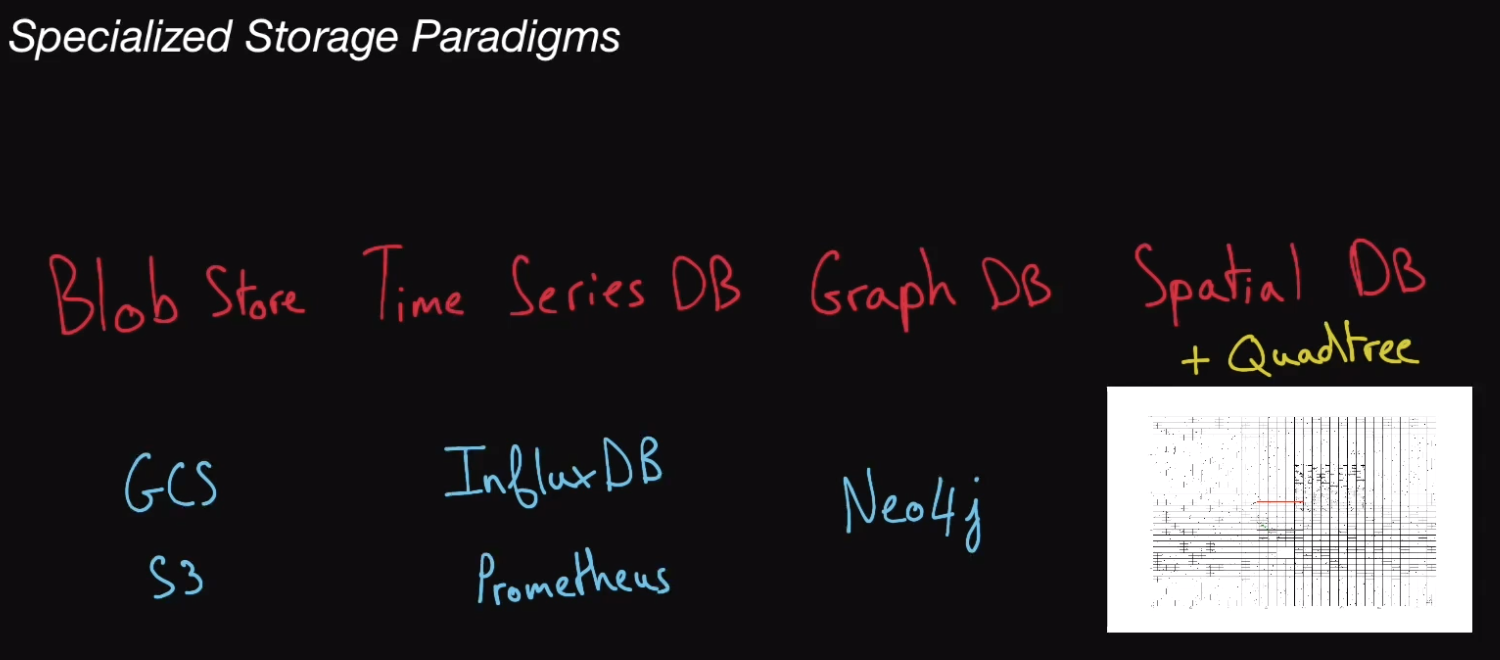 Specialized Storage Paradigms
Blob Store
Time Series DB
Graph DB
Spatial DB
+ Quadtree
GCS
S3
InfluxDB
Prometheus
Neo4j